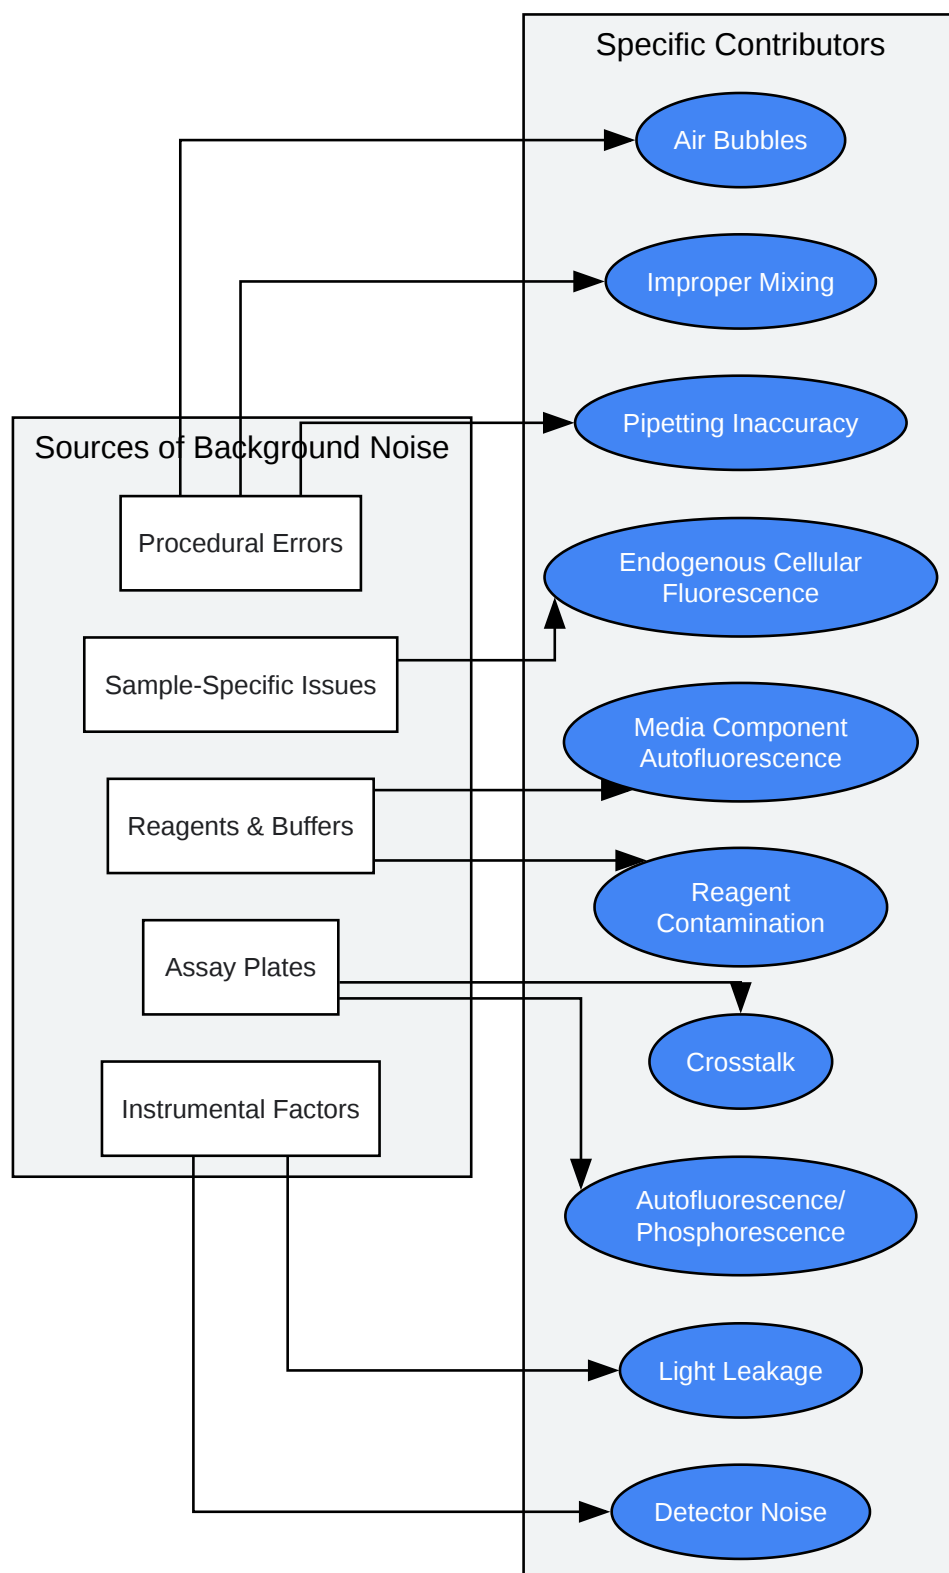 Specific Contributors
Air Bubbles
Improper Mixing
Pipetting Inaccuracy
Endogenous Cellular
Fluorescence
Media Component
Autofluorescence
Reagent
Contamination
Crosstalk
Autofluorescence/
Phosphorescence
Light Leakage
Detector Noise
Sources of Background Noise
Procedural Errors
Sample-Specific Issues
Reagents & Buffers
Assay Plates
Instrumental Factors